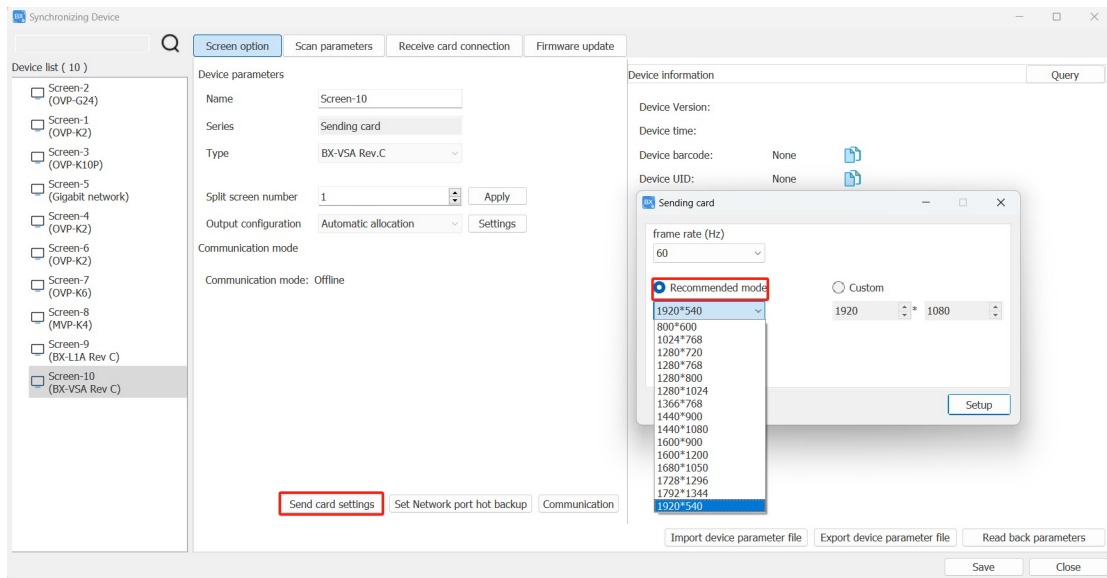 BX Synchronizing Device
Device list ( 10 )
Screen-2
(OVP-G24)
Screen-1
(OVP-K2)
Screen-3
(OVP-K10P)
Screen-5
(Gigabit network)
Screen-4
(OVP-K2)
Screen-6
(OVP-K2)
Screen-7
(OVP-K6)
Screen-8
(MVP-K4)
Screen-9
(BX-L1A Rev C)
Screen-10
(BX-VSA Rev C)
Screen option Scan parameters Receive card connection Firmware update
Device parameters
Name Screen-10
Series Sending card
Type BX-VSA Rev.C
Split screen number 1 Apply
Output configuration Automatic allocation Settings
Communication mode
Communication mode: Offline
Send card settings Set Network port hot backup Communication
Device information Query
Device Version:
Device time:
Device barcode: None
Device UID: None
BX Sending card
frame rate (Hz)
60
Recommended mode Custom
1920*540 1920 * 1080
800*600
1024*768
1280*720
1280*768
1280*800
1280*1024
1366*768
1440*900
1440*1080
1600*900
1600*1200
1680*1050
1728*1296
1792*1344
1920*540
Setup
Import device parameter file Export device parameter file Read back parameters
Save Close